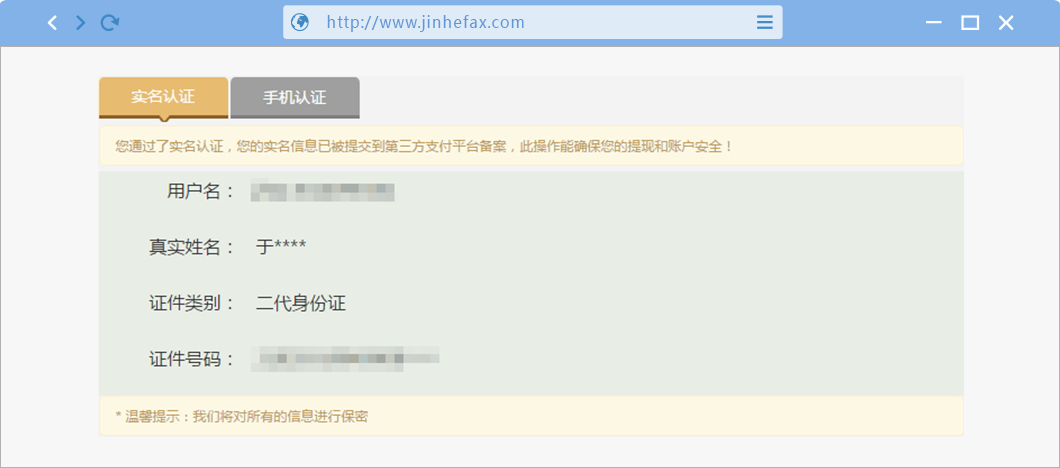 http://www.jinhefax.com
实名认证 手机认证
您通过了实名认证，您的实名信息已被提交到第三方支付平台备案，此操作能确保您的提现和账户安全！
用户名：
真实姓名： 于****
证件类别： 二代身份证
证件号码：
* 温馨提示：我们将对所有的信息进行保密